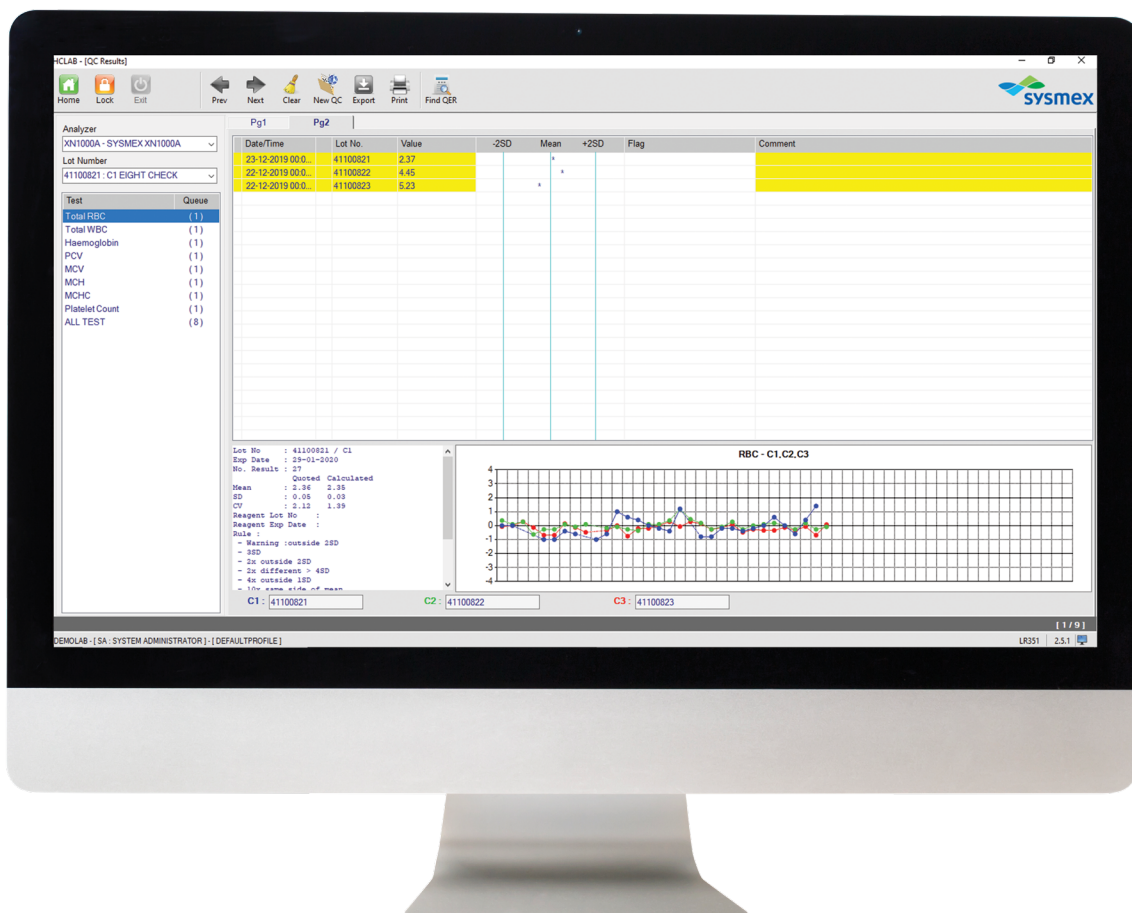 HCLAB - [QC Results]
Home Lock Exit Prev Next Clear New QC Export Print Find QER
sysmex
Analyzer
XN1000A - SYSMEX XN1000A
Lot Number
41100821 : C1 EIGHT CHECK
Test Queue
Total RBC (1)
Total WBC (1)
Haemoglobin (1)
PCV (1)
MCV (1)
MCH (1)
MCHC (1)
Platelet Count (1)
ALL TEST (8)
Pg1 Pg2
Date/Time Lot No. Value -2SD Mean +2SD Flag Comment
23-12-2019 00:0... 41100821 2.37
22-12-2019 00:0... 41100822 4.45
22-12-2019 00:0... 41100823 5.23
Lot No : 41100821 / C1
Exp Date : 29-01-2020
No. Result : 27
Quoted Calculated
Mean : 2.36 2.35
SD : 0.05 0.03
CV : 2.12 1.39
Reagent Lot No :
Reagent Exp Date :
Rule :
- Warning :outside 2SD
- 3SD
- 2x outside 2SD
- 2x different > 4SD
- 4x outside 1SD
- 10x same side of mean
RBC - C1,C2,C3
4
3
2
1
0
-1
-2
-3
-4
C1 : 41100821 C2 : 41100822 C3 : 41100823
[1/9]
DEMOLAB - [ SA : SYSTEM ADMINISTRATOR ] - [ DEFAULTPROFILE ] LR351 2.5.1